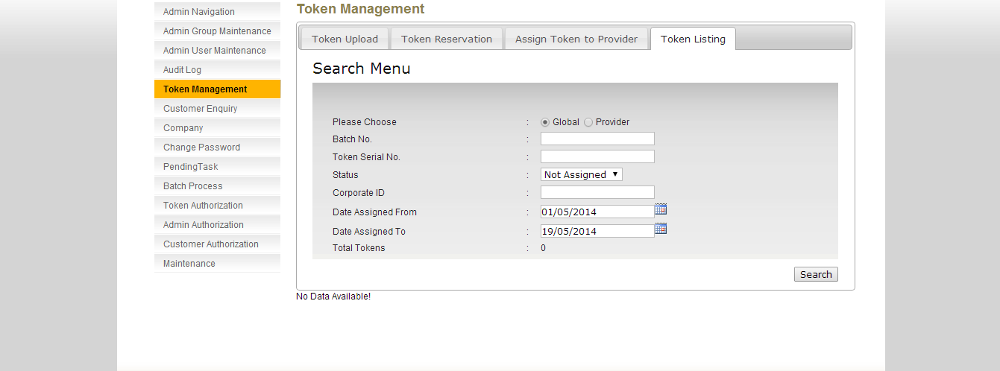 Admin Navigation
Admin Group Maintenance
Admin User Maintenance
Audit Log
Token Management
Customer Enquiry
Company
Change Password
PendingTask
Batch Process
Token Authorization
Admin Authorization
Customer Authorization
Maintenance
Token Management
Token Upload Token Reservation Assign Token to Provider Token Listing
Search Menu
Please Choose : Global Provider
Batch No. :
Token Serial No. :
Status : Not Assigned
Corporate ID :
Date Assigned From : 01/05/2014
Date Assigned To : 19/05/2014
Total Tokens : 0
Search
No Data Available!